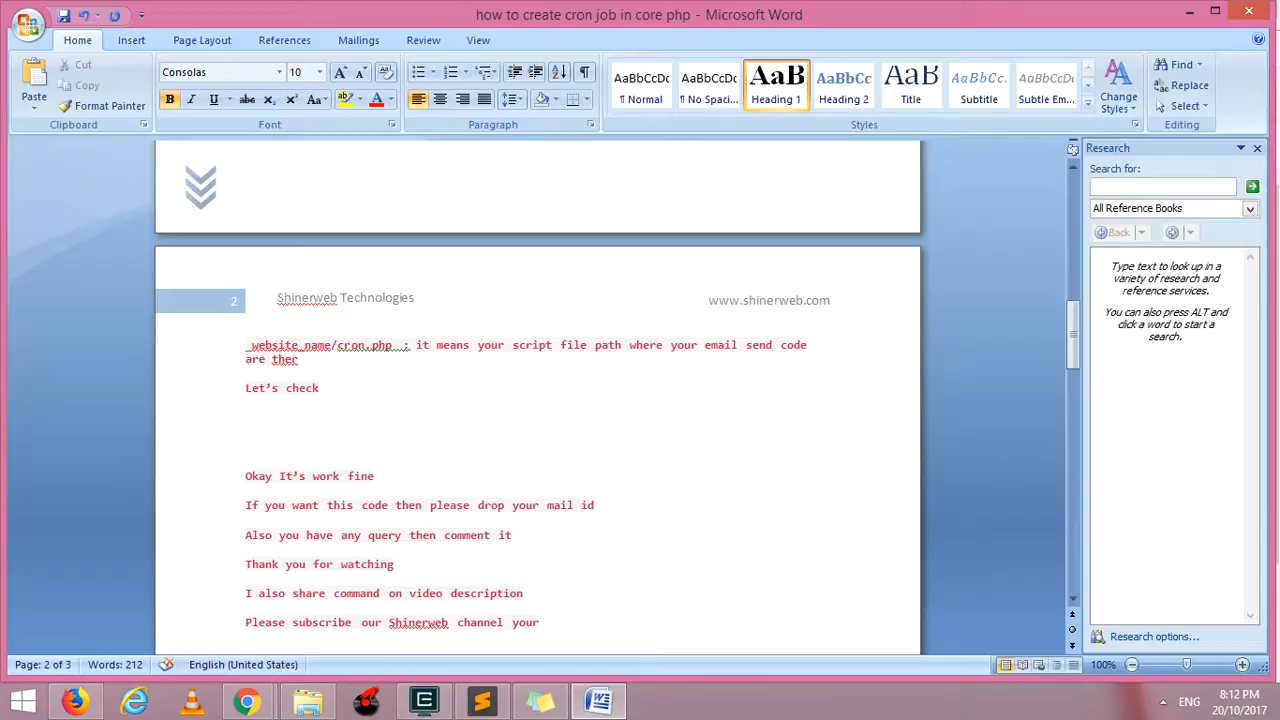 how to create cron job in core php - Microsoft Word
Home Insert Page Layout References Mailings Review View
Paste
Cut
Copy
Format Painter
Clipboard
Consolas 10
B I U abc X₂ X² Aa
Font
Paragraph
AaBbCcDc AaBbCcDc AaB AaBbCc AaB AaBbCc. AaBbCcDc
¶ Normal ¶ No Spaci... Heading 1 Heading 2 Title Subtitle Subtle Em...
Change Styles
Styles
Find
Replace
Select
Editing
2 Shinerweb Technologies www.shinerweb.com
_website_name/cron.php : it means your script file path where your email send code
are ther
Let's check
Okay It's work fine
If you want this code then please drop your mail id
Also you have any query then comment it
Thank you for watching
I also share command on video description
Please subscribe our Shinerweb channel your
Research
Search for:
All Reference Books
Back
Type text to look up in a
variety of research and
reference services.
You can also press ALT and
click a word to start a
search.
Research options...
Page: 2 of 3 Words: 212 English (United States) 100%
ENG 8:12 PM
20/10/2017